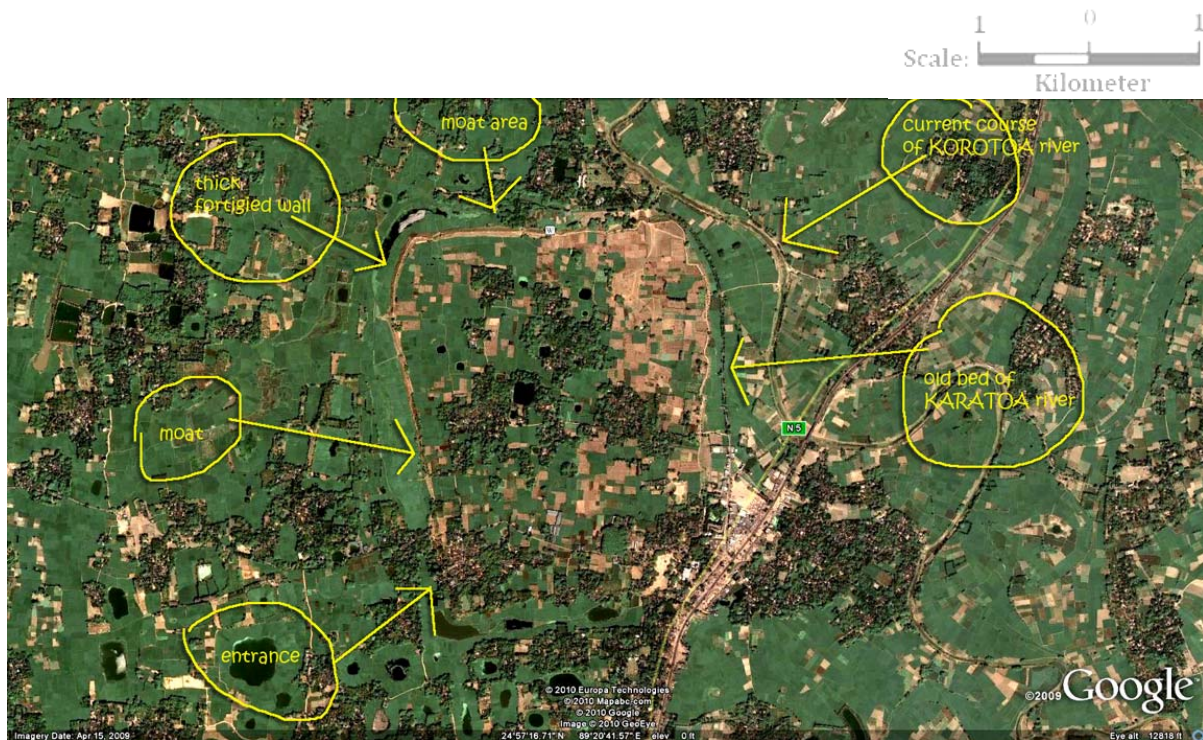 1 0 1
Scale:
Kilometer
moat area
current course
of KOROTOA river
thick
fortigied wall
old bed of
KARATOA river
N 5
moat
entrance
© 2010 Europa Technologies
© 2010 Mapabc.com
© 2010 Google
Image © 2010 GeoEye
©2009 Google
Imagery Date: Apr 15, 2009
24°57'16.71" N 89°20'41.57" E elev 0 ft
Eye alt 12818 ft